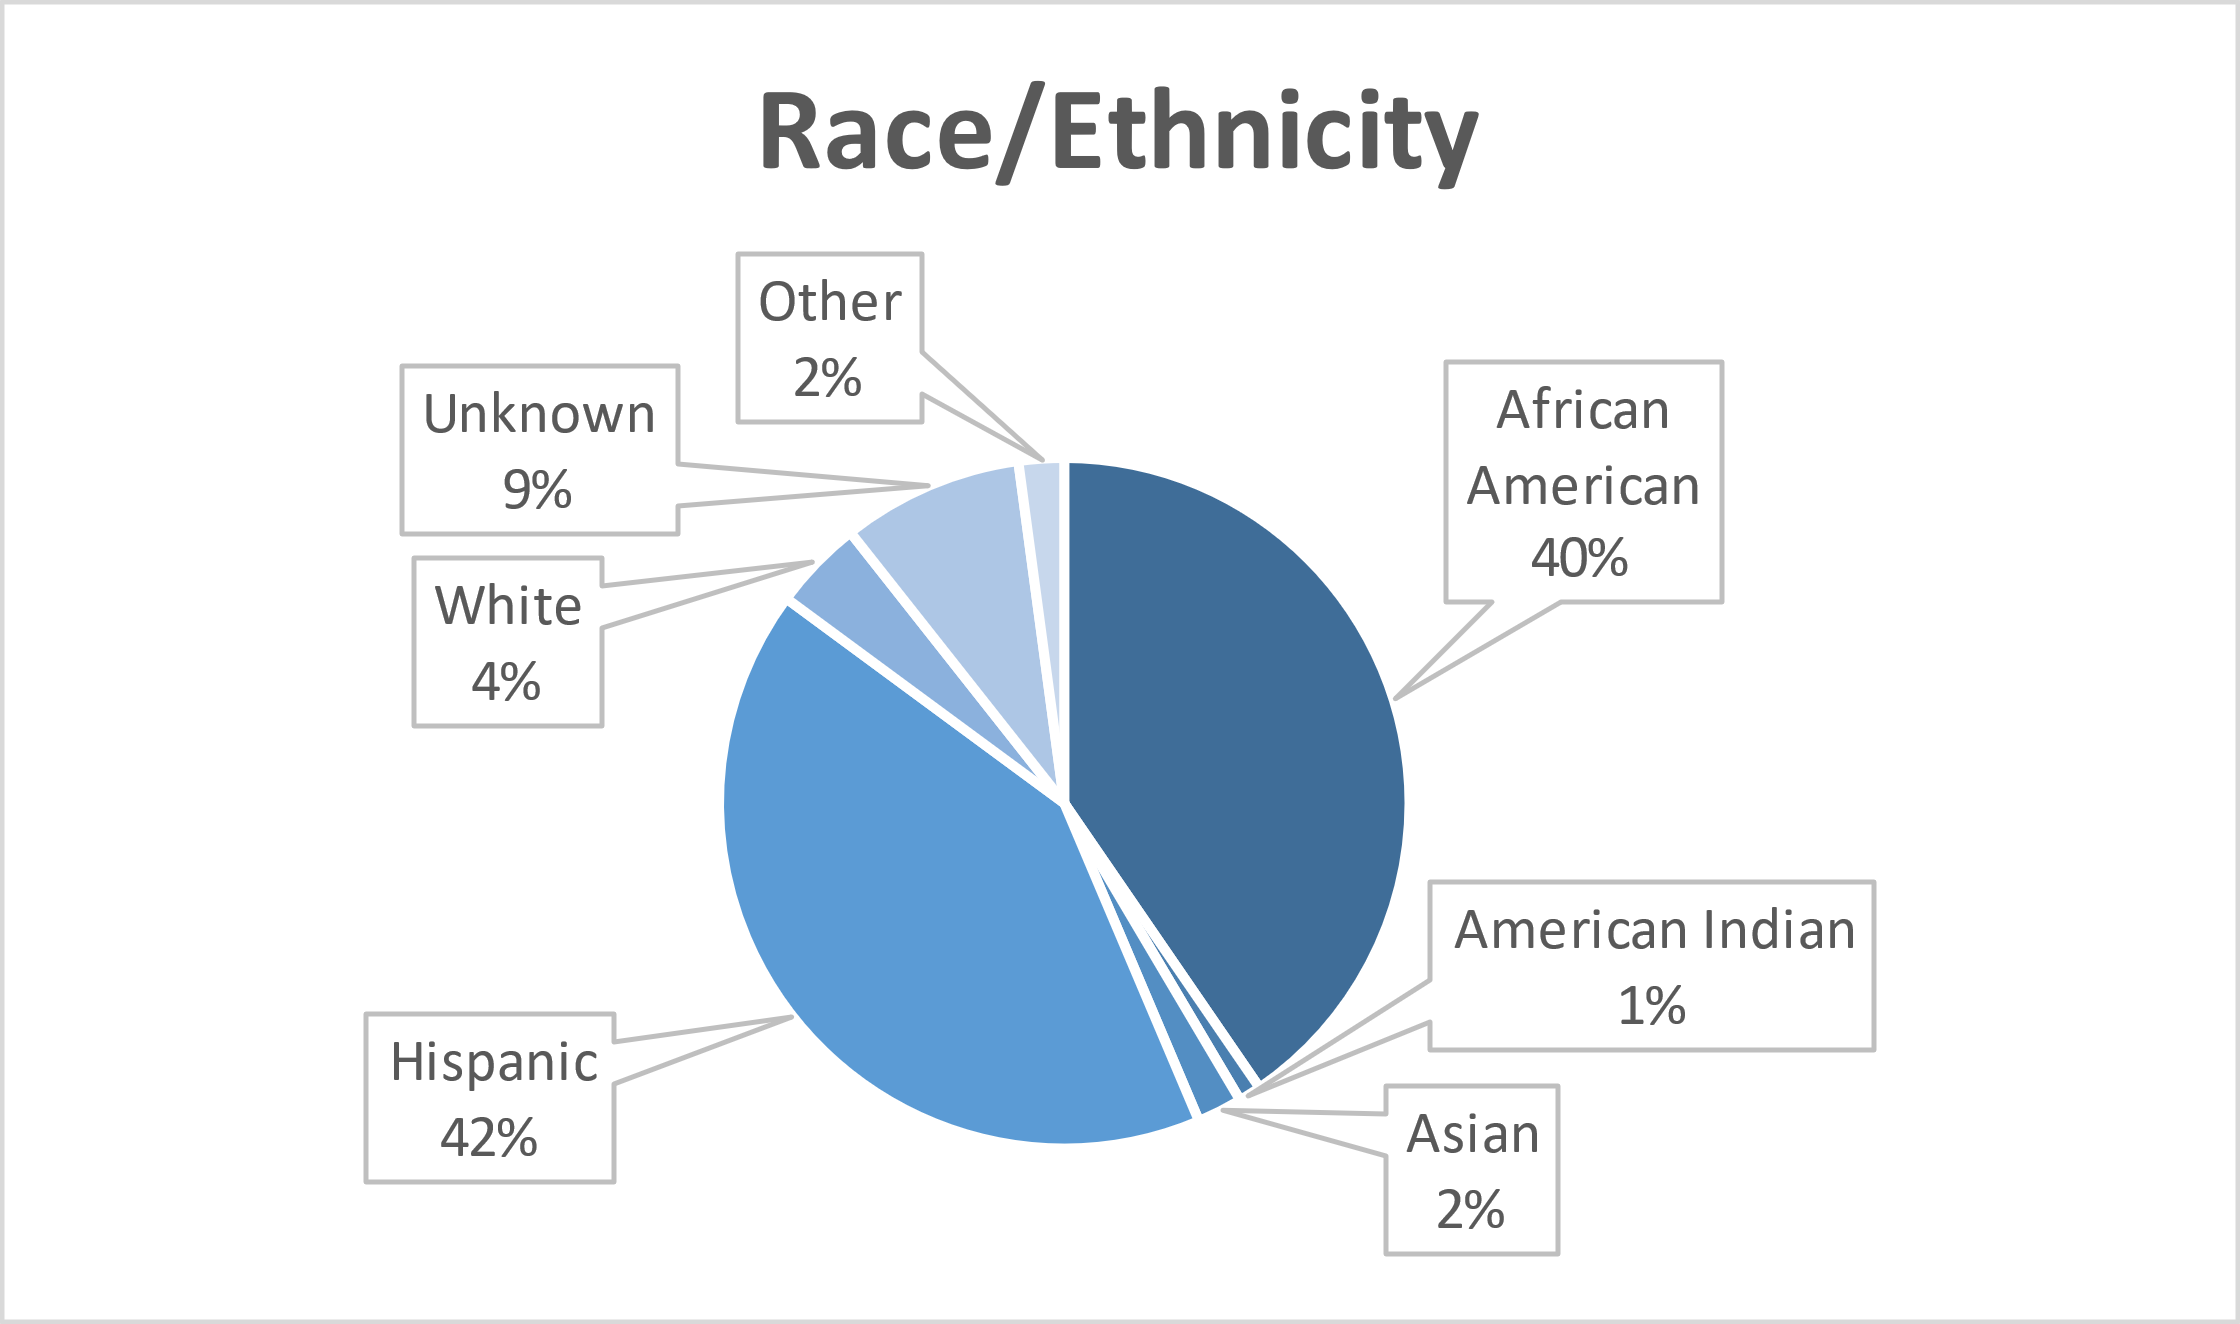 Race/Ethnicity
Other
2%
Unknown
9%
African
American
40%
White
4%
American Indian
1%
Hispanic
42%
Asian
2%